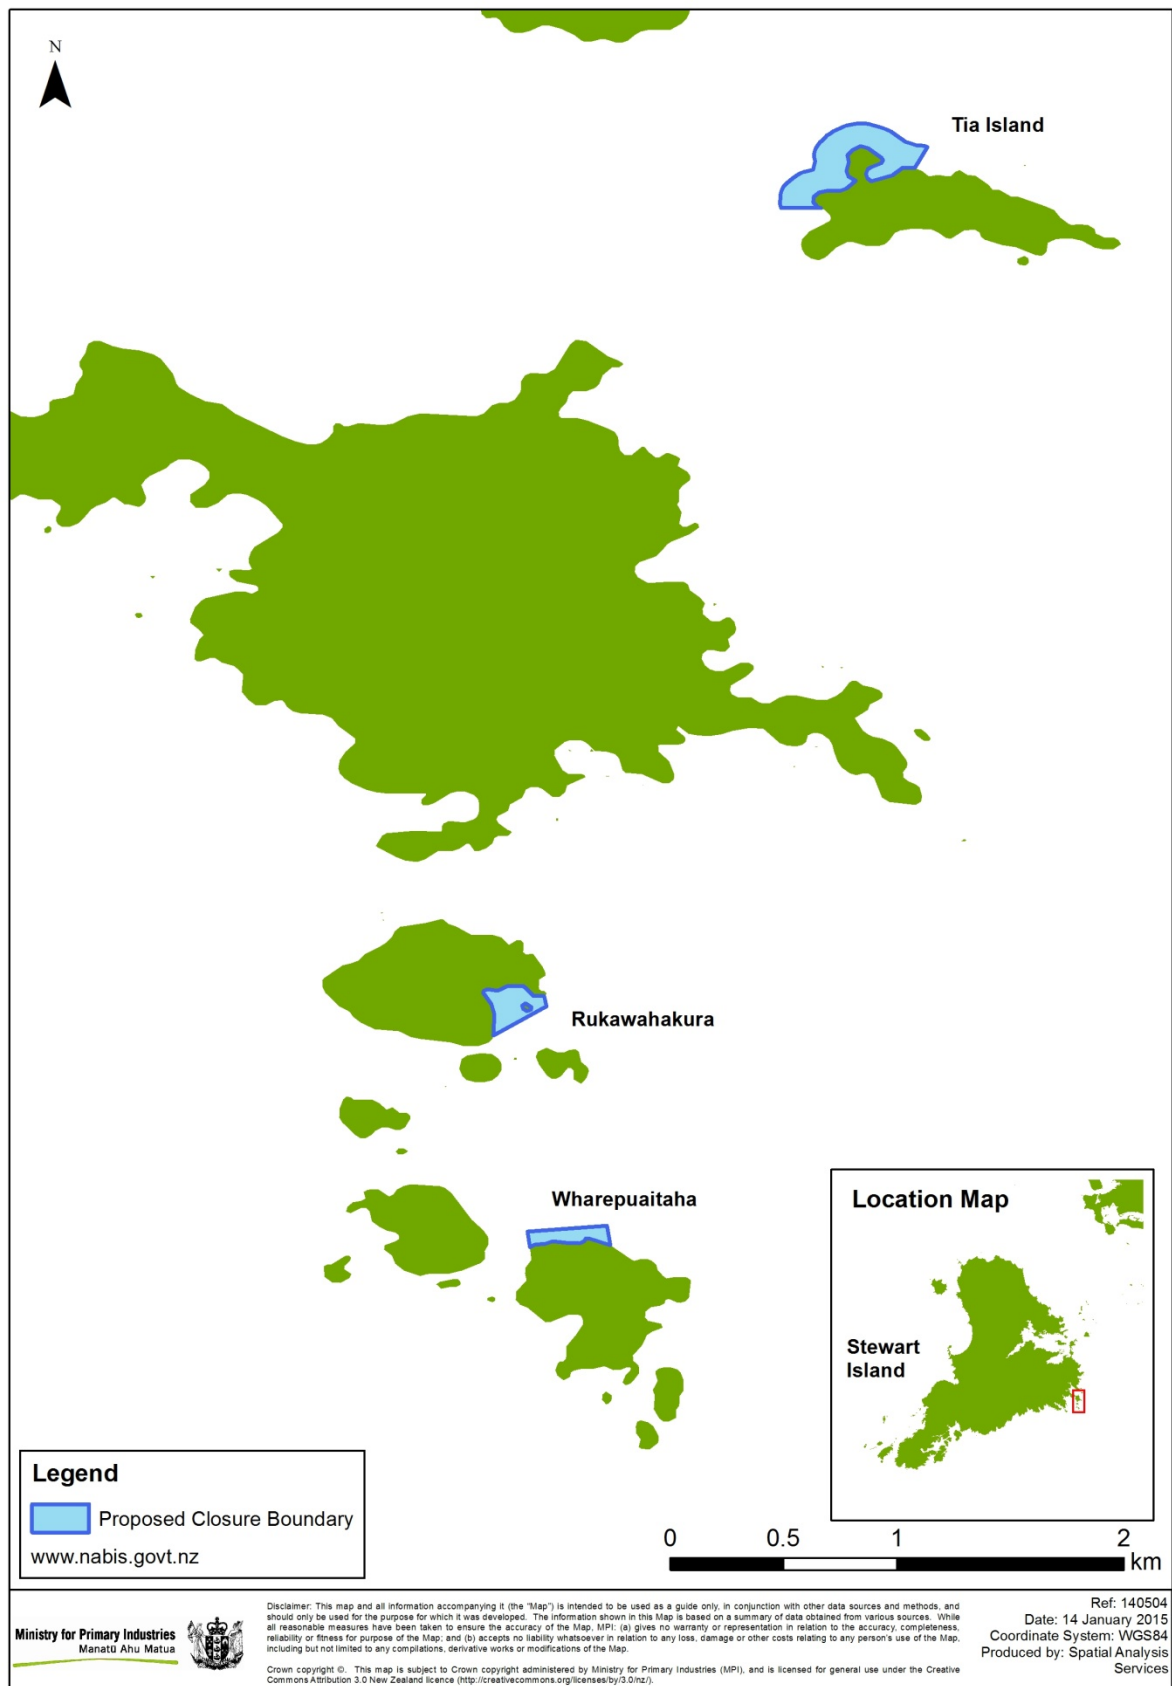 N
Tia Island
Rukawahakura
Wharepuaitaha
Location Map
Stewart
Island
Legend
Proposed Closure Boundary
www.nabis.govt.nz
0 0.5 1 2
km
Ministry for Primary Industries
Manatū Ahu Matua
Disclaimer: This map and all information accompanying it (the "Map") is intended to be used as a guide only, in conjunction with other data sources and methods, and
should only be used for the purpose for which it was developed. The information shown in this Map is based on a summary of data obtained from various sources. While
all reasonable measures have been taken to ensure the accuracy of the Map, MPI: (a) gives no warranty or representation in relation to the accuracy, completeness,
reliability or fitness for purpose of the Map; and (b) accepts no liability whatsoever in relation to any loss, damage or other costs relating to any person's use of the Map,
including but not limited to any compilations, derivative works or modifications of the Map.
Crown copyright ©. This map is subject to Crown copyright administered by Ministry for Primary Industries (MPI), and is licensed for general use under the Creative
Commons Attribution 3.0 New Zealand licence (http://creativecommons.org/licenses/by/3.0/nz/).
Ref: 140504
Date: 14 January 2015
Coordinate System: WGS84
Produced by: Spatial Analysis
Services